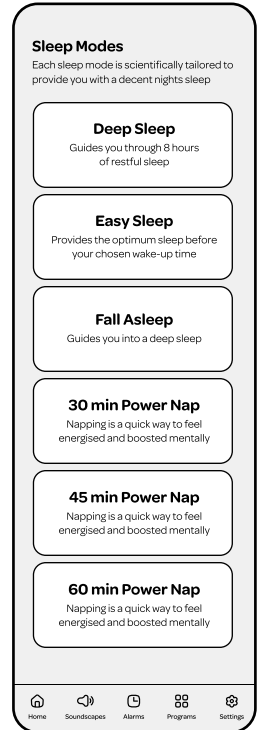 Sleep Modes
Each sleep mode is scientifically tailored to
provide you with a decent nights sleep
Deep Sleep
Guides you through 8 hours
of restful sleep
Easy Sleep
Provides the optimum sleep before
your chosen wake-up time
Fall Asleep
Guides you into a deep sleep
30 min Power Nap
Napping is a quick way to feel
energised and boosted mentally
45 min Power Nap
Napping is a quick way to feel
energised and boosted mentally
60 min Power Nap
Napping is a quick way to feel
energised and boosted mentally
Home Soundscapes Alarms Programs Settings